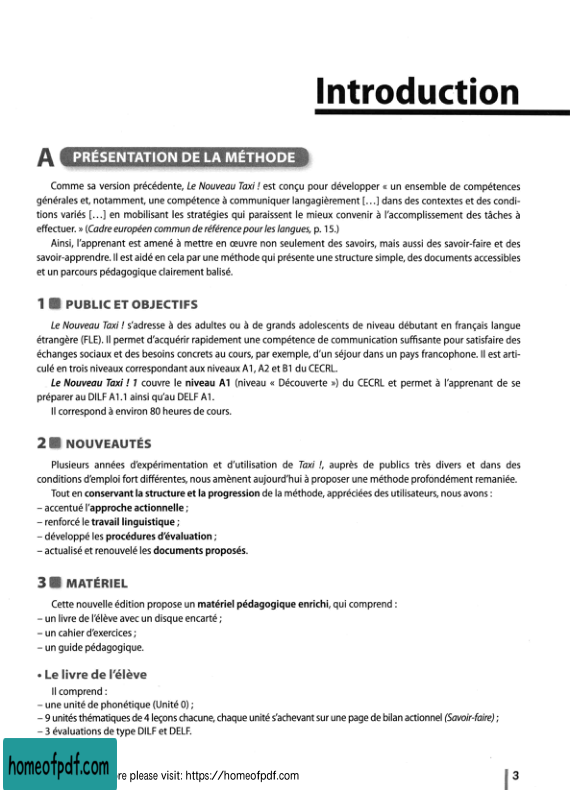 Introduction
A PRÉSENTATION DE LA MÉTHODE
Comme sa version précédente, Le Nouveau Taxi ! est conçu pour développer « un ensemble de compétences
générales et, notamment, une compétence à communiquer langagièrement […] dans des contextes et des condi-
tions variés […] en mobilisant les stratégies qui paraissent le mieux convenir à l'accomplissement des tâches à
effectuer. » (Cadre européen commun de référence pour les langues, p. 15.)
Ainsi, l'apprenant est amené à mettre en œuvre non seulement des savoirs, mais aussi des savoir-faire et des
savoir-apprendre. Il est aidé en cela par une méthode qui présente une structure simple, des documents accessibles
et un parcours pédagogique clairement balisé.
1 PUBLIC ET OBJECTIFS
Le Nouveau Taxi ! s'adresse à des adultes ou à de grands adolescents de niveau débutant en français langue
étrangère (FLE). Il permet d'acquérir rapidement une compétence de communication suffisante pour satisfaire des
échanges sociaux et des besoins concrets au cours, par exemple, d'un séjour dans un pays francophone. Il est arti-
culé en trois niveaux correspondant aux niveaux A1, A2 et B1 du CECRL.
Le Nouveau Taxi ! 1 couvre le niveau A1 (niveau « Découverte ») du CECRL et permet à l'apprenant de se
préparer au DILF A1.1 ainsi qu'au DELF A1.
Il correspond à environ 80 heures de cours.
2 NOUVEAUTÉS
Plusieurs années d'expérimentation et d'utilisation de Taxi !, auprès de publics très divers et dans des
conditions d'emploi fort différentes, nous amènent aujourd'hui à proposer une méthode profondément remaniée.
Tout en conservant la structure et la progression de la méthode, appréciées des utilisateurs, nous avons :
– accentué l'approche actionnelle ;
– renforcé le travail linguistique ;
– développé les procédures d'évaluation ;
– actualisé et renouvelé les documents proposés.
3 MATÉRIEL
Cette nouvelle édition propose un matériel pédagogique enrichi, qui comprend :
– un livre de l'élève avec un disque encarté ;
– un cahier d'exercices ;
– un guide pédagogique.
• Le livre de l'élève
Il comprend :
– une unité de phonétique (Unité 0) ;
– 9 unités thématiques de 4 leçons chacune, chaque unité s'achevant sur une page de bilan actionnel (Savoir-faire) ;
– 3 évaluations de type DILF et DELF.
homeofpdf.com
re please visit: https://homeofpdf.com
3